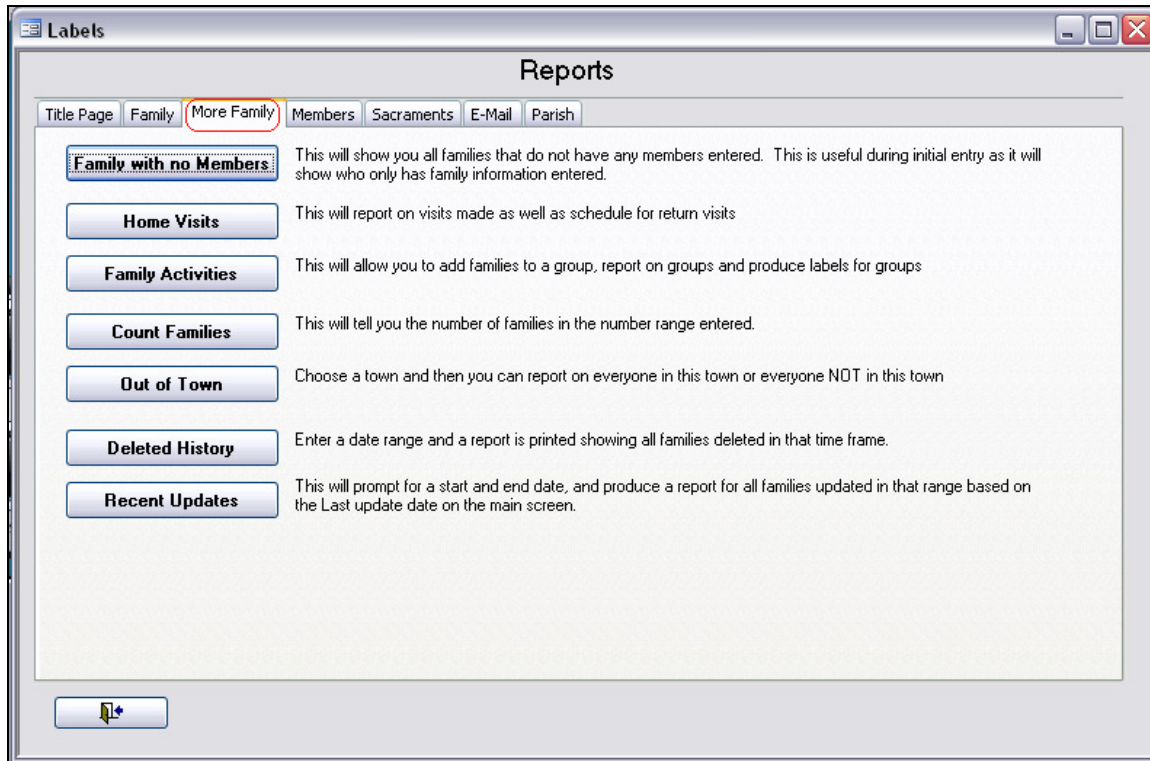 Labels
Reports
Title Page Family More Family Members Sacraments E-Mail Parish
Family with no Members
This will show you all families that do not have any members entered.  This is useful during initial entry as it will
show who only has family information entered.
Home Visits
This will report on visits made as well as schedule for return visits
Family Activities
This will allow you to add families to a group, report on groups and produce labels for groups
Count Families
This will tell you the number of families in the number range entered.
Out of Town
Choose a town and then you can report on everyone in this town or everyone NOT in this town
Deleted History
Enter a date range and a report is printed showing all families deleted in that time frame.
Recent Updates
This will prompt for a start and end date, and produce a report for all families updated in that range based on
the Last update date on the main screen.